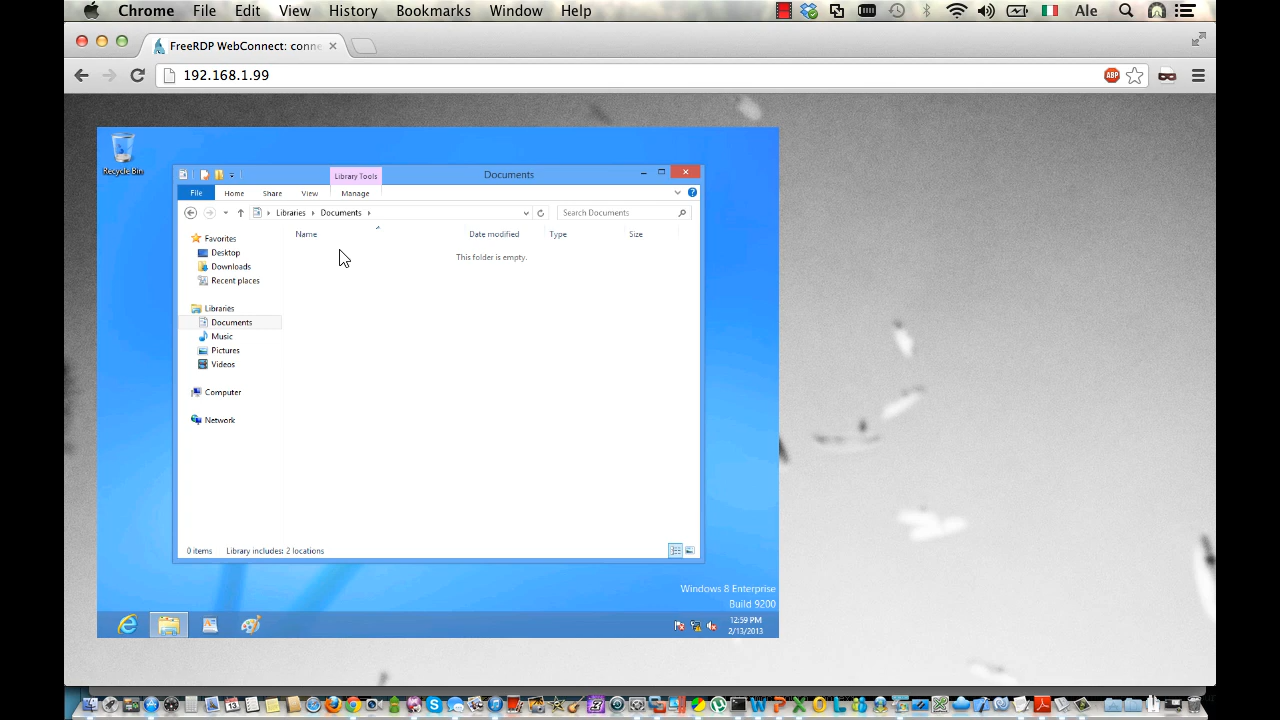 Chrome File Edit View History Bookmarks Window Help Ale
FreeRDP WebConnect: conne
192.168.1.99
ABP
Recycle Bin
Library Tools
Documents
File Home Share View Manage
Libraries Documents
Search Documents
Name Date modified Type Size
This folder is empty.
Favorites
Desktop
Downloads
Recent places
Libraries
Documents
Music
Pictures
Videos
Computer
Network
0 items Library includes: 2 locations
Windows 8 Enterprise
Build 9200
12:59 PM
2/13/2013